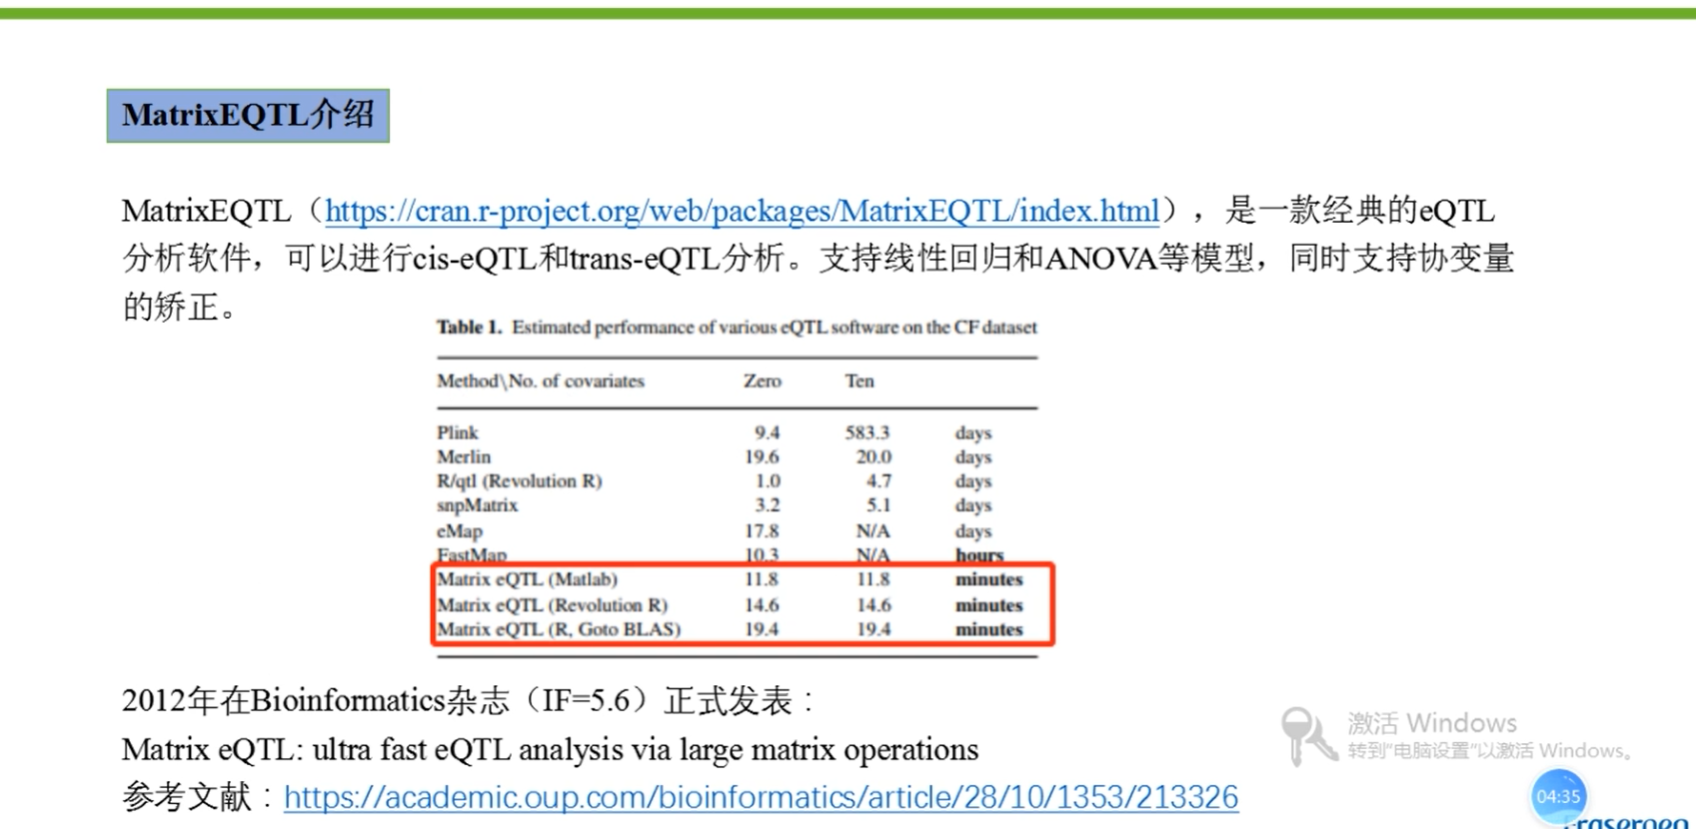 MatrixEQTL介绍
MatrixEQTL（https://cran.r-project.org/web/packages/MatrixEQTL/index.html），是一款经典的eQTL
分析软件，可以进行cis-eQTL和trans-eQTL分析。支持线性回归和ANOVA等模型，同时支持协变量
的矫正。
Table 1. Estimated performance of various eQTL software on the CF dataset
Method\No. of covariates Zero Ten
Plink 9.4 583.3 days
Merlin 19.6 20.0 days
R/qtl (Revolution R) 1.0 4.7 days
snpMatrix 3.2 5.1 days
eMap 17.8 N/A days
FastMap 10.3 N/A hours
Matrix eQTL (Matlab) 11.8 11.8 minutes
Matrix eQTL (Revolution R) 14.6 14.6 minutes
Matrix eQTL (R, Goto BLAS) 19.4 19.4 minutes
2012年在Bioinformatics杂志（IF=5.6）正式发表：
Matrix eQTL: ultra fast eQTL analysis via large matrix operations
参考文献：https://academic.oup.com/bioinformatics/article/28/10/1353/213326
激活 Windows
转到"电脑设置"以激活 Windows。
04:35